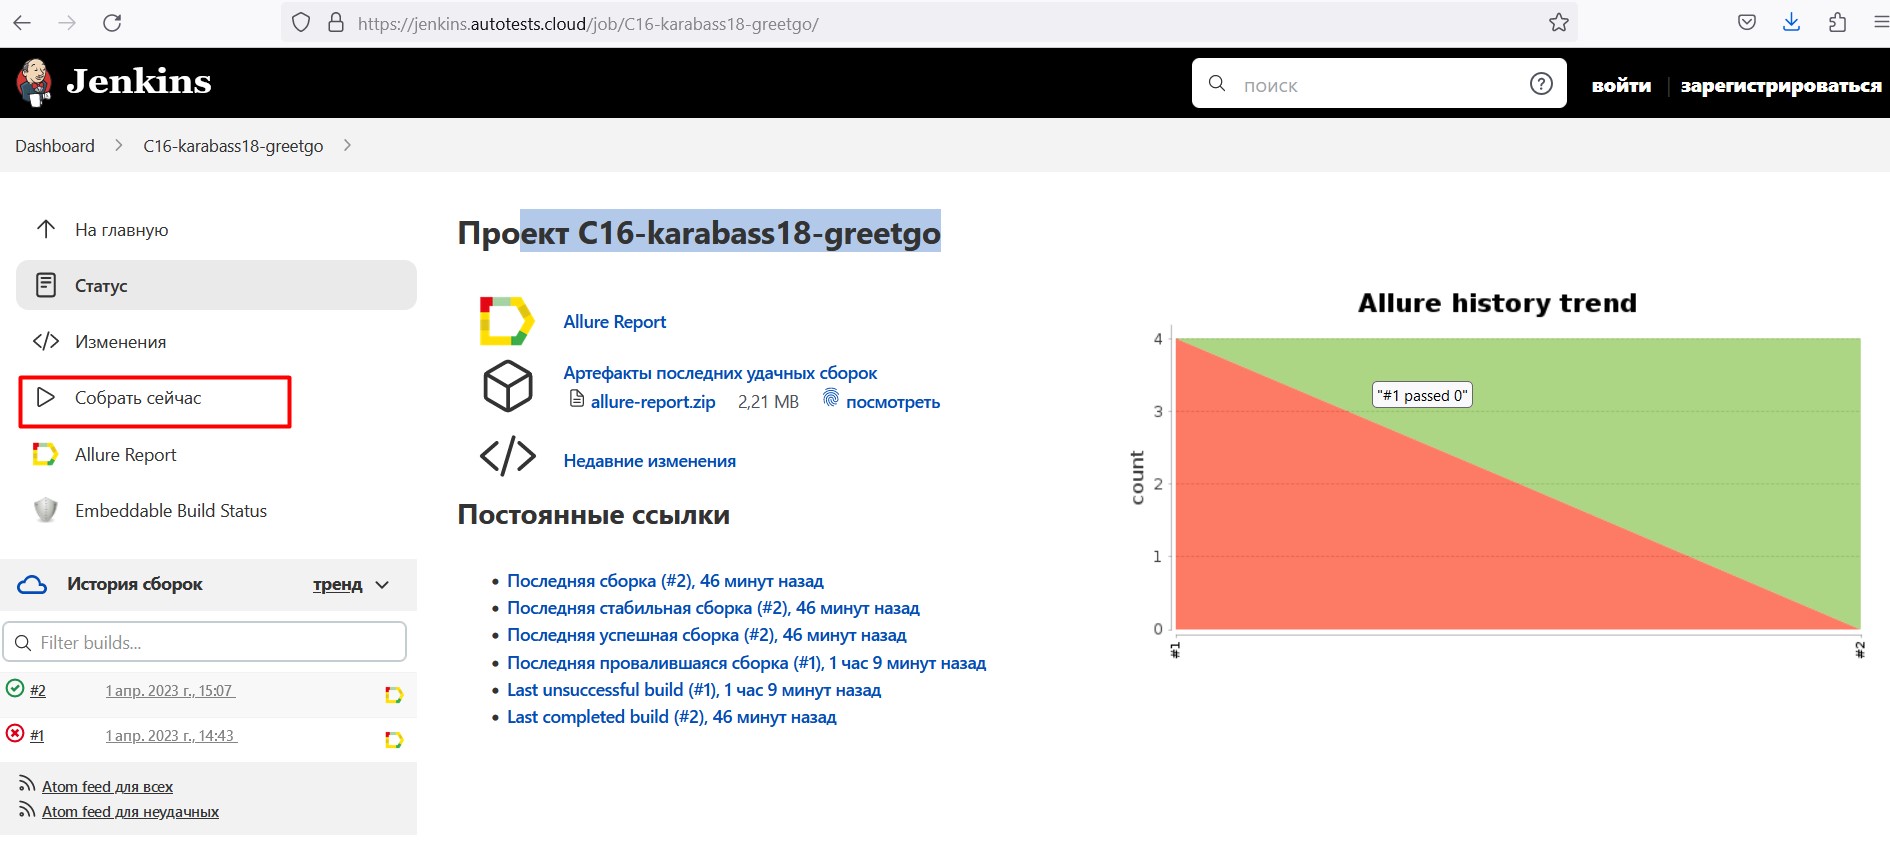 https://jenkins.autotests.cloud/job/C16-karabass18-greetgo/
Jenkins
поиск
войти
зарегистрироваться
Dashboard
C16-karabass18-greetgo
На главную
Статус
Изменения
Собрать сейчас
Allure Report
Embeddable Build Status
История сборок
тренд
Filter builds...
#2 1 апр. 2023 г., 15:07
#1 1 апр. 2023 г., 14:43
Atom feed для всех
Atom feed для неудачных
Проект C16-karabass18-greetgo
Allure Report
Артефакты последних удачных сборок
allure-report.zip 2,21 MB посмотреть
Недавние изменения
Постоянные ссылки
Последняя сборка (#2), 46 минут назад
Последняя стабильная сборка (#2), 46 минут назад
Последняя успешная сборка (#2), 46 минут назад
Последняя провалившаяся сборка (#1), 1 час 9 минут назад
Last unsuccessful build (#1), 1 час 9 минут назад
Last completed build (#2), 46 минут назад
Allure history trend
4
3
2
1
0
count
"#1 passed 0"
#1
#2